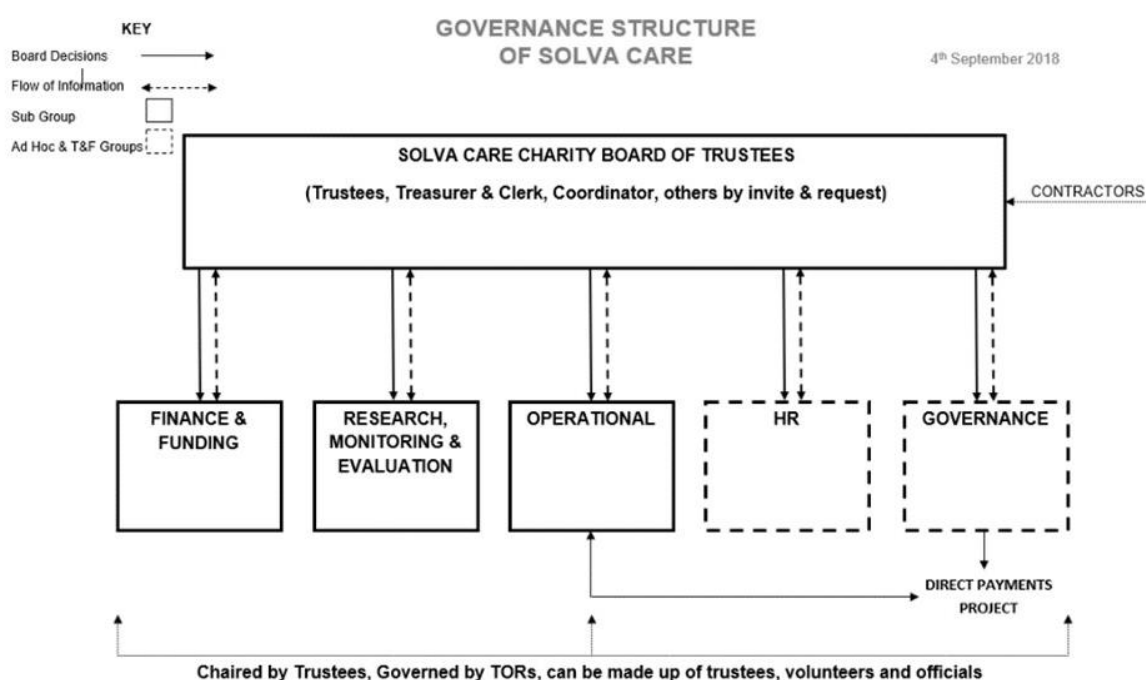 KEY
Board Decisions
Flow of Information
Sub Group
Ad Hoc & T&F Groups
GOVERNANCE STRUCTURE
OF SOLVA CARE
4th September 2018
SOLVA CARE CHARITY BOARD OF TRUSTEES
(Trustees, Treasurer & Clerk, Coordinator, others by invite & request)
CONTRACTORS
FINANCE &
FUNDING
RESEARCH,
MONITORING &
EVALUATION
OPERATIONAL
HR
GOVERNANCE
DIRECT PAYMENTS
PROJECT
Chaired by Trustees, Governed by TORs, can be made up of trustees, volunteers and officials